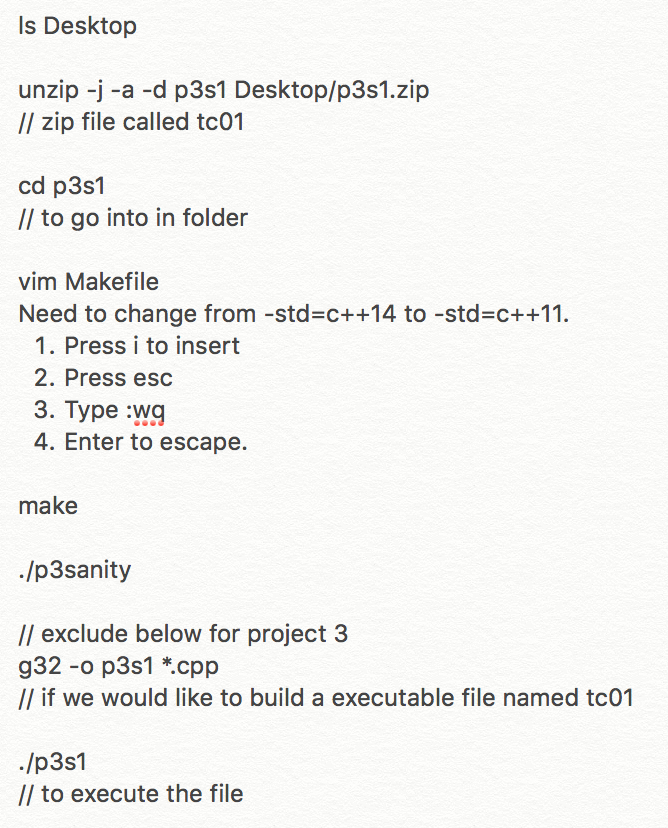 ls Desktop
unzip -j -a -d p3s1 Desktop/p3s1.zip
// zip file called tc01
cd p3s1
// to go into in folder
vim Makefile
Need to change from -std=c++14 to -std=c++11.
1. Press i to insert
2. Press esc
3. Type :wq
4. Enter to escape.
make
./p3sanity
// exclude below for project 3
g32 -o p3s1 *.cpp
// if we would like to build a executable file named tc01
./p3s1
// to execute the file